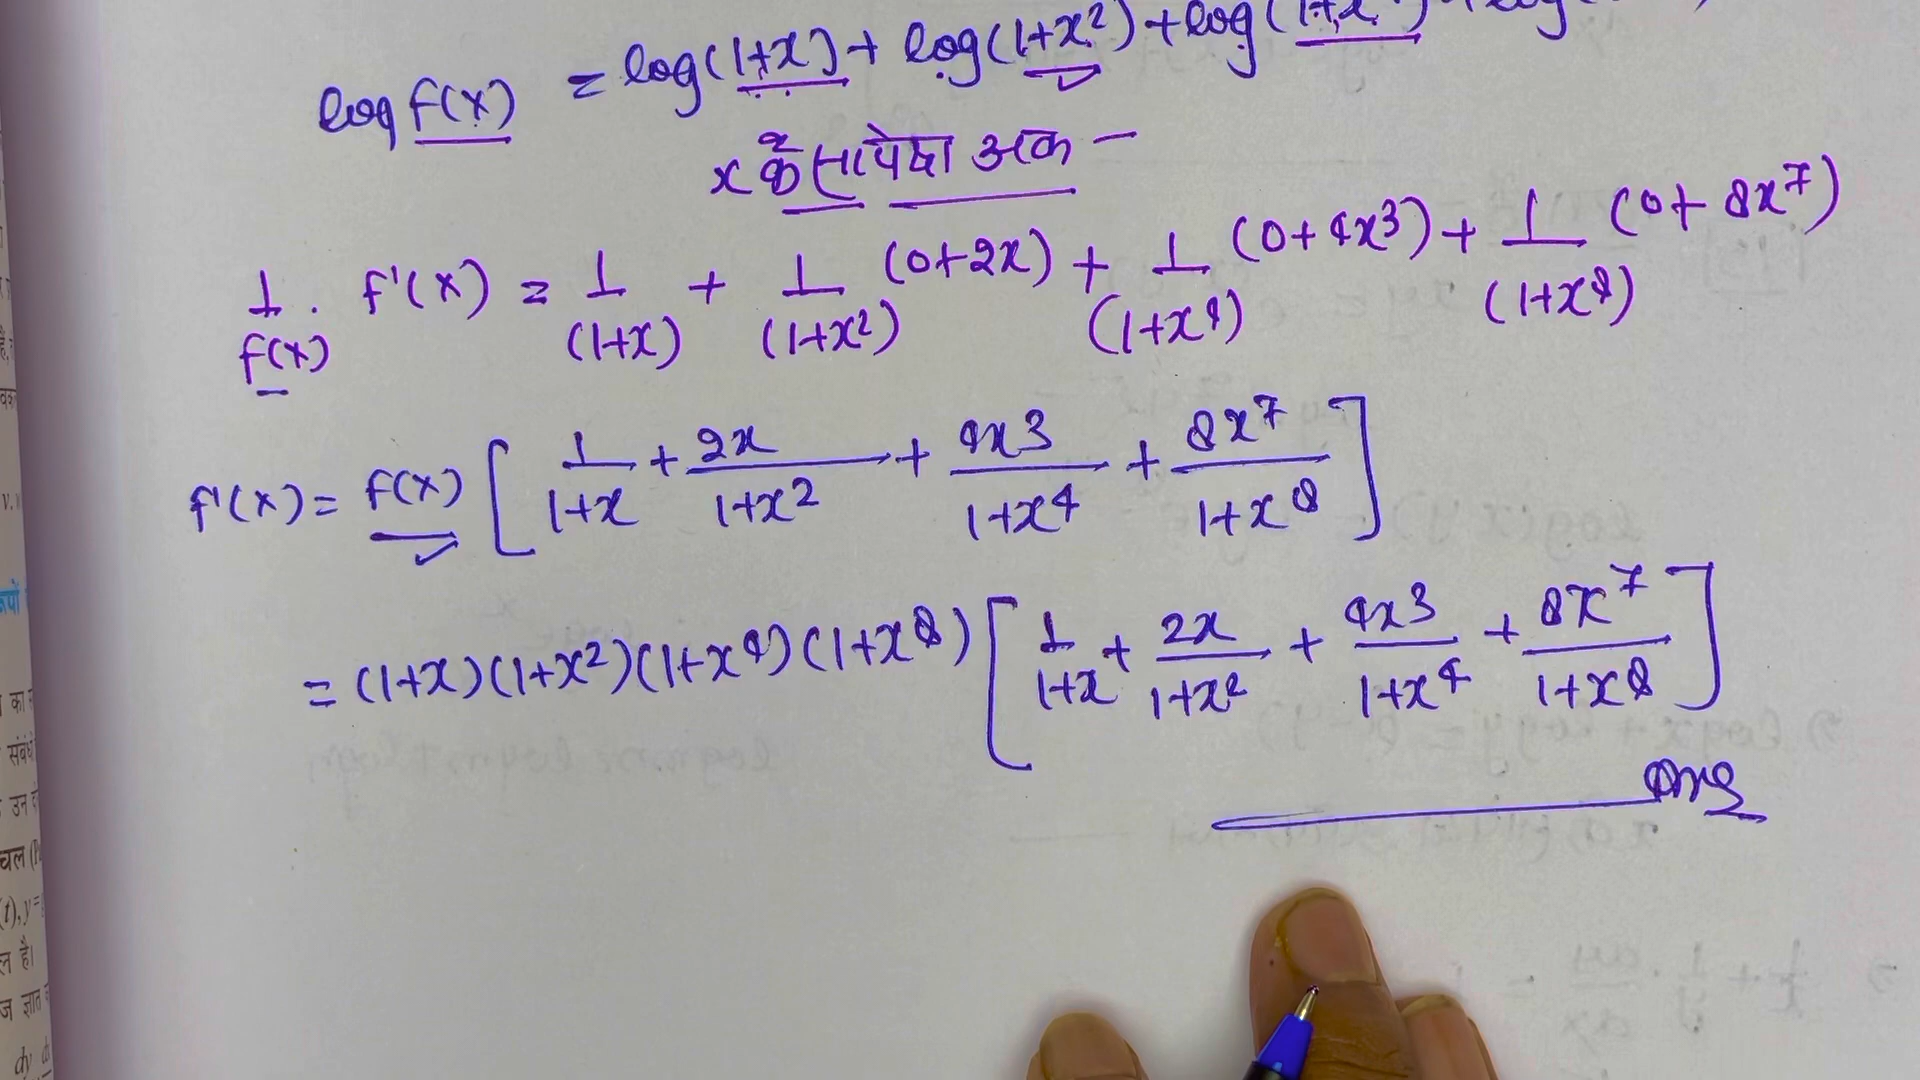 log f(x) = log(1+x) + log(1+x²) + log(1+x
x के सापेक्ष अवक –
1/f(x) . f'(x) = 1/(1+x) + 1/(1+x²) (0+2x) + 1/(1+x⁴) (0+4x3) + 1/(1+x⁸) (0+8x⁷)
f'(x) = f(x) [ 1/1+x + 2x/1+x² + 4x3/1+x⁴ + 8x⁷/1+x⁸ ]
= (1+x)(1+x²)(1+x⁴)(1+x⁸) [ 1/1+x + 2x/1+x² + 4x3/1+x⁴ + 8x⁷/1+x⁸ ]
Ans